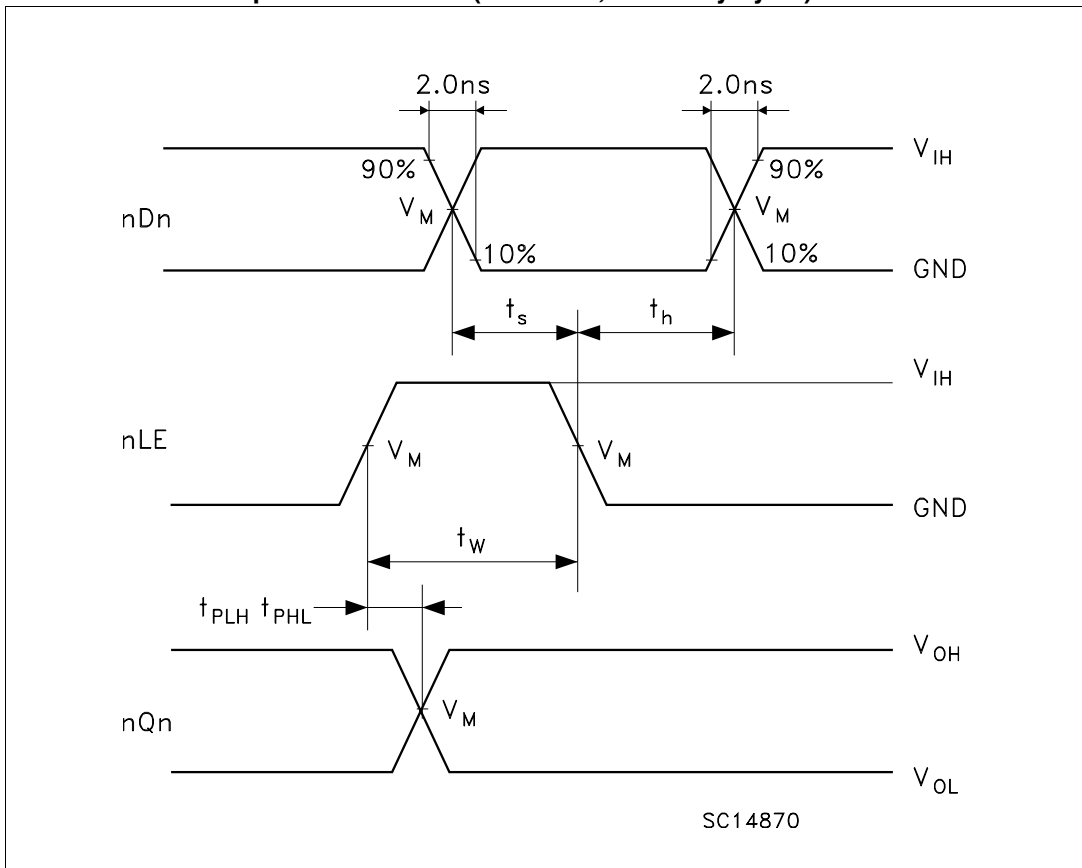 2.0ns 2.0ns
V_IH
90% 90%
nDn V_M V_M
10% 10%
GND
t_s t_h
V_IH
nLE V_M V_M
GND
t_W
t_PLH t_PHL
V_OH
nQn V_M
V_OL
SC14870